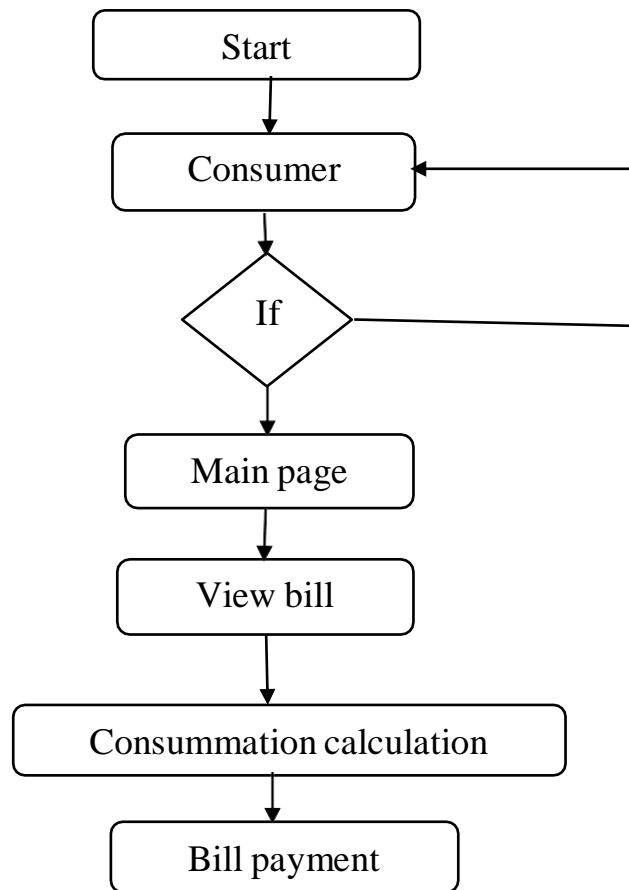 Start
Consumer
If
Main page
View bill
Consummation calculation
Bill payment